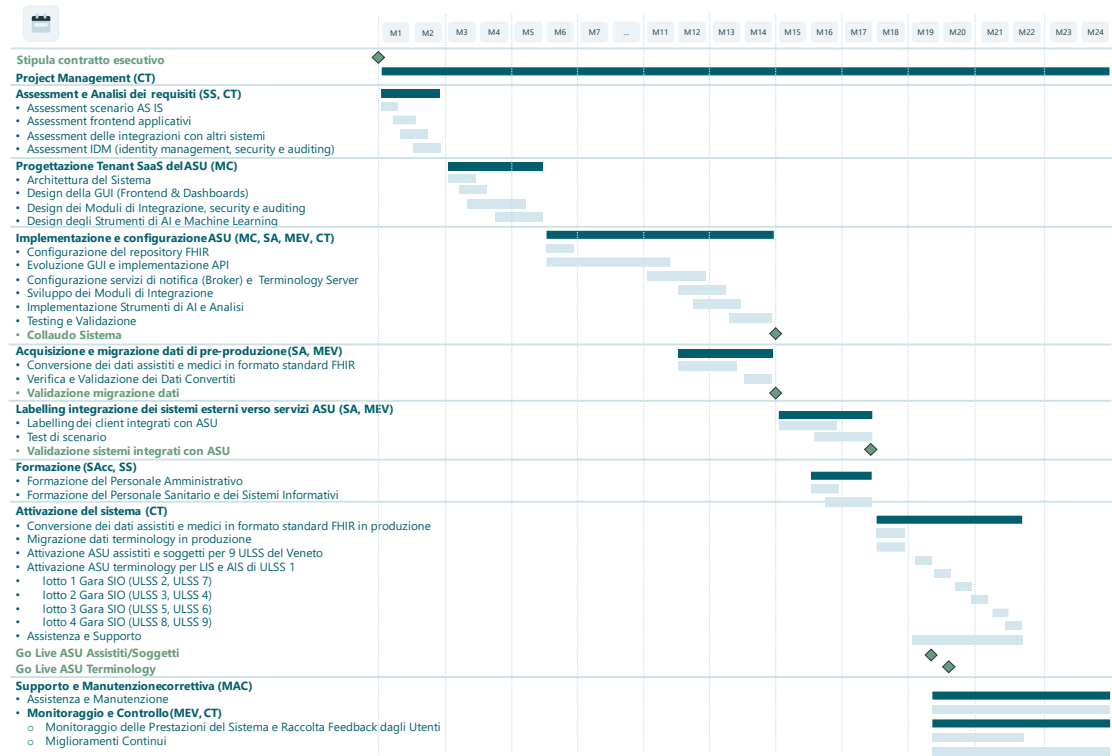 M1 M2 M3 M4 M5 M6 M7 ... M11 M12 M13 M14 M15 M16 M17 M18 M19 M20 M21 M22 M23 M24
Stipula contratto esecutivo
Project Management (CT)
Assessment e Analisi dei requisiti (SS, CT)
• Assessment scenario AS IS
• Assessment frontend applicativi
• Assessment delle integrazioni con altri sistemi
• Assessment IDM (identity management, security e auditing)
Progettazione Tenant SaaS dell'ASU (MC)
• Architettura del Sistema
• Design della GUI (Frontend & Dashboards)
• Design dei Moduli di Integrazione, security e auditing
• Design degli Strumenti di AI e Machine Learning
Implementazione e configurazione ASU (MC, SA, MEV, CT)
• Configurazione del repository FHIR
• Evoluzione GUI e implementazione API
• Configurazione servizi di notifica (Broker) e Terminology Server
• Sviluppo dei Moduli di Integrazione
• Implementazione Strumenti di AI e Analisi
• Testing e Validazione
• Collaudo Sistema
Acquisizione e migrazione dati di pre-produzione (SA, MEV)
• Conversione dei dati assistiti e medici in formato standard FHIR
• Verifica e Validazione dei Dati Convertiti
• Validazione migrazione dati
Labelling integrazione dei sistemi esterni verso servizi ASU (SA, MEV)
• Labelling dei client integrati con ASU
• Test di scenario
• Validazione sistemi integrati con ASU
Formazione (SAcc, SS)
• Formazione del Personale Amministrativo
• Formazione del Personale Sanitario e dei Sistemi Informativi
Attivazione del sistema (CT)
• Conversione dei dati assistiti e medici in formato standard FHIR in produzione
• Migrazione dati terminology in produzione
• Attivazione ASU assistiti e soggetti per 9 ULSS del Veneto
• Attivazione ASU terminology per LIS e AIS di ULSS 1
• lotto 1 Gara SIO (ULSS 2, ULSS 7)
• lotto 2 Gara SIO (ULSS 3, ULSS 4)
• lotto 3 Gara SIO (ULSS 5, ULSS 6)
• lotto 4 Gara SIO (ULSS 8, ULSS 9)
• Assistenza e Supporto
Go Live ASU Assistiti/Soggetti
Go Live ASU Terminology
Supporto e Manutenzione correttiva (MAC)
• Assistenza e Manutenzione
• Monitoraggio e Controllo (MEV, CT)
o Monitoraggio delle Prestazioni del Sistema e Raccolta Feedback dagli Utenti
o Miglioramenti Continui